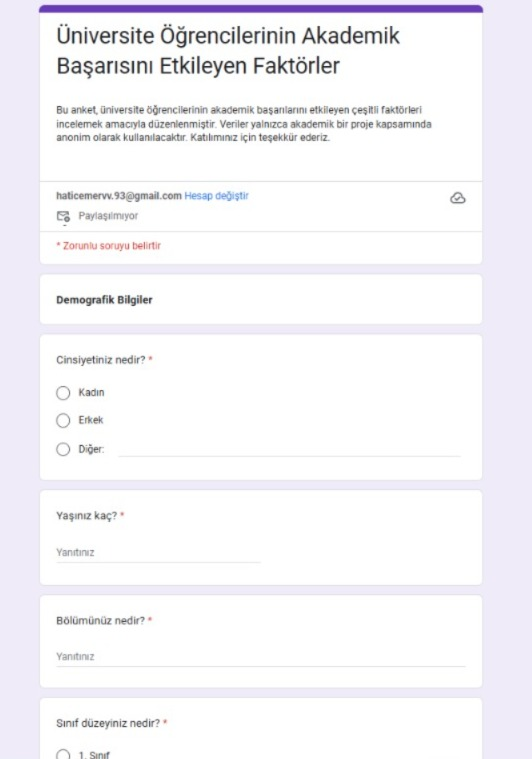 Üniversite Öğrencilerinin Akademik
Başarısını Etkileyen Faktörler
Bu anket, üniversite öğrencilerinin akademik başarılarını etkileyen çeşitli faktörleri
incelemek amacıyla düzenlenmiştir. Veriler yalnızca akademik bir proje kapsamında
anonim olarak kullanılacaktır. Katılımınız için teşekkür ederiz.
haticemervv.93@gmail.com Hesap değiştir
Paylaşılmıyor
* Zorunlu soruyu belirtir
Demografik Bilgiler
Cinsiyetiniz nedir? *
Kadın
Erkek
Diğer:
Yaşınız kaç? *
Yanıtınız
Bölümünüz nedir? *
Yanıtınız
Sınıf düzeyiniz nedir? *
1. Sınıf